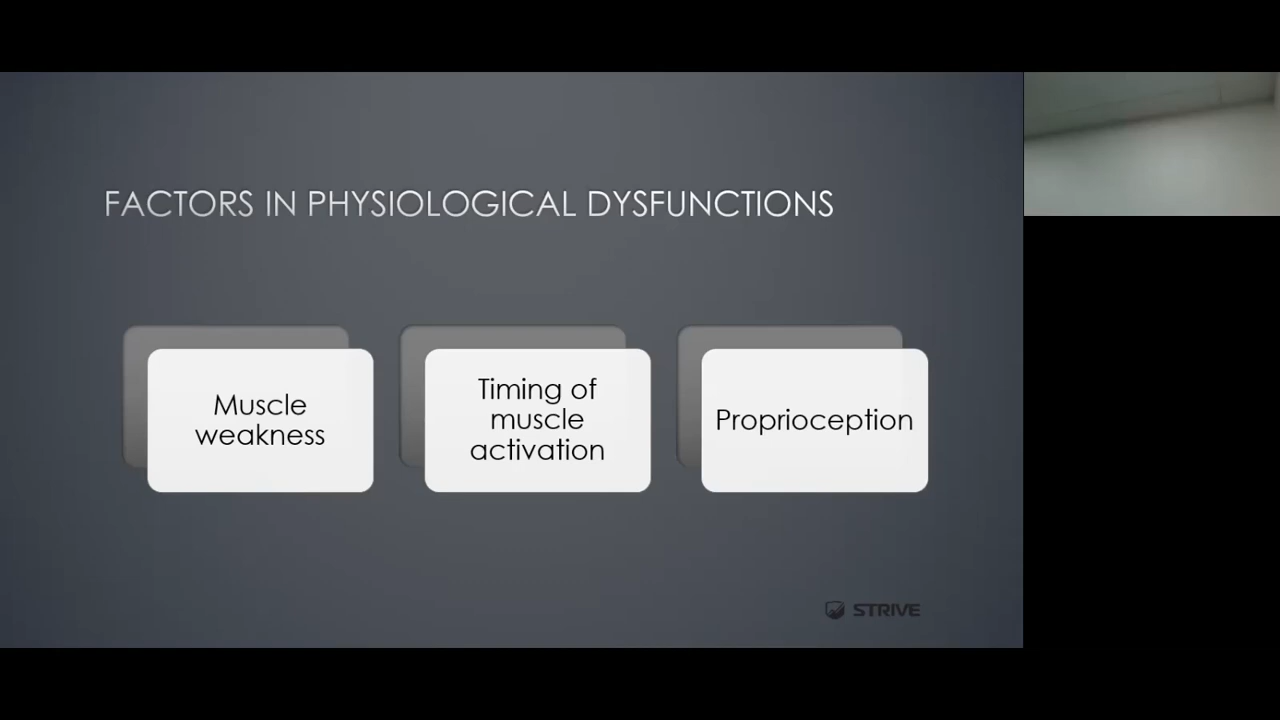 FACTORS IN PHYSIOLOGICAL DYSFUNCTIONS
Muscle
weakness
Timing of
muscle
activation
Proprioception
STRIVE